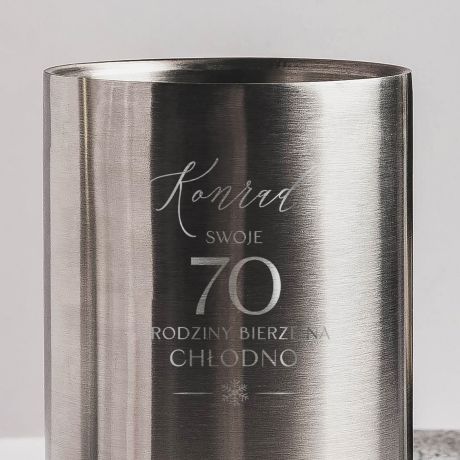 Konrad
SWOJE
70
RODZINY BIERZE NA
CHŁODNO